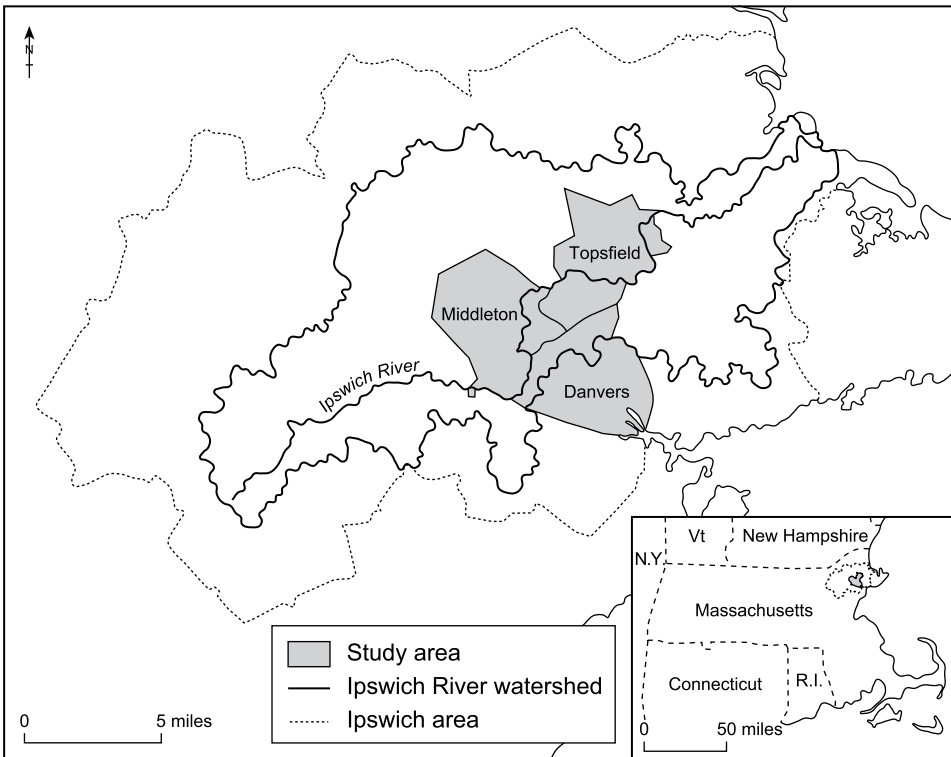 N
Topsfield
Middleton
Ipswich River
Danvers
Study area
Ipswich River watershed
Ipswich area
0 5 miles
Vt
New Hampshire
N.Y
Massachusetts
Connecticut
R.I.
0 50 miles